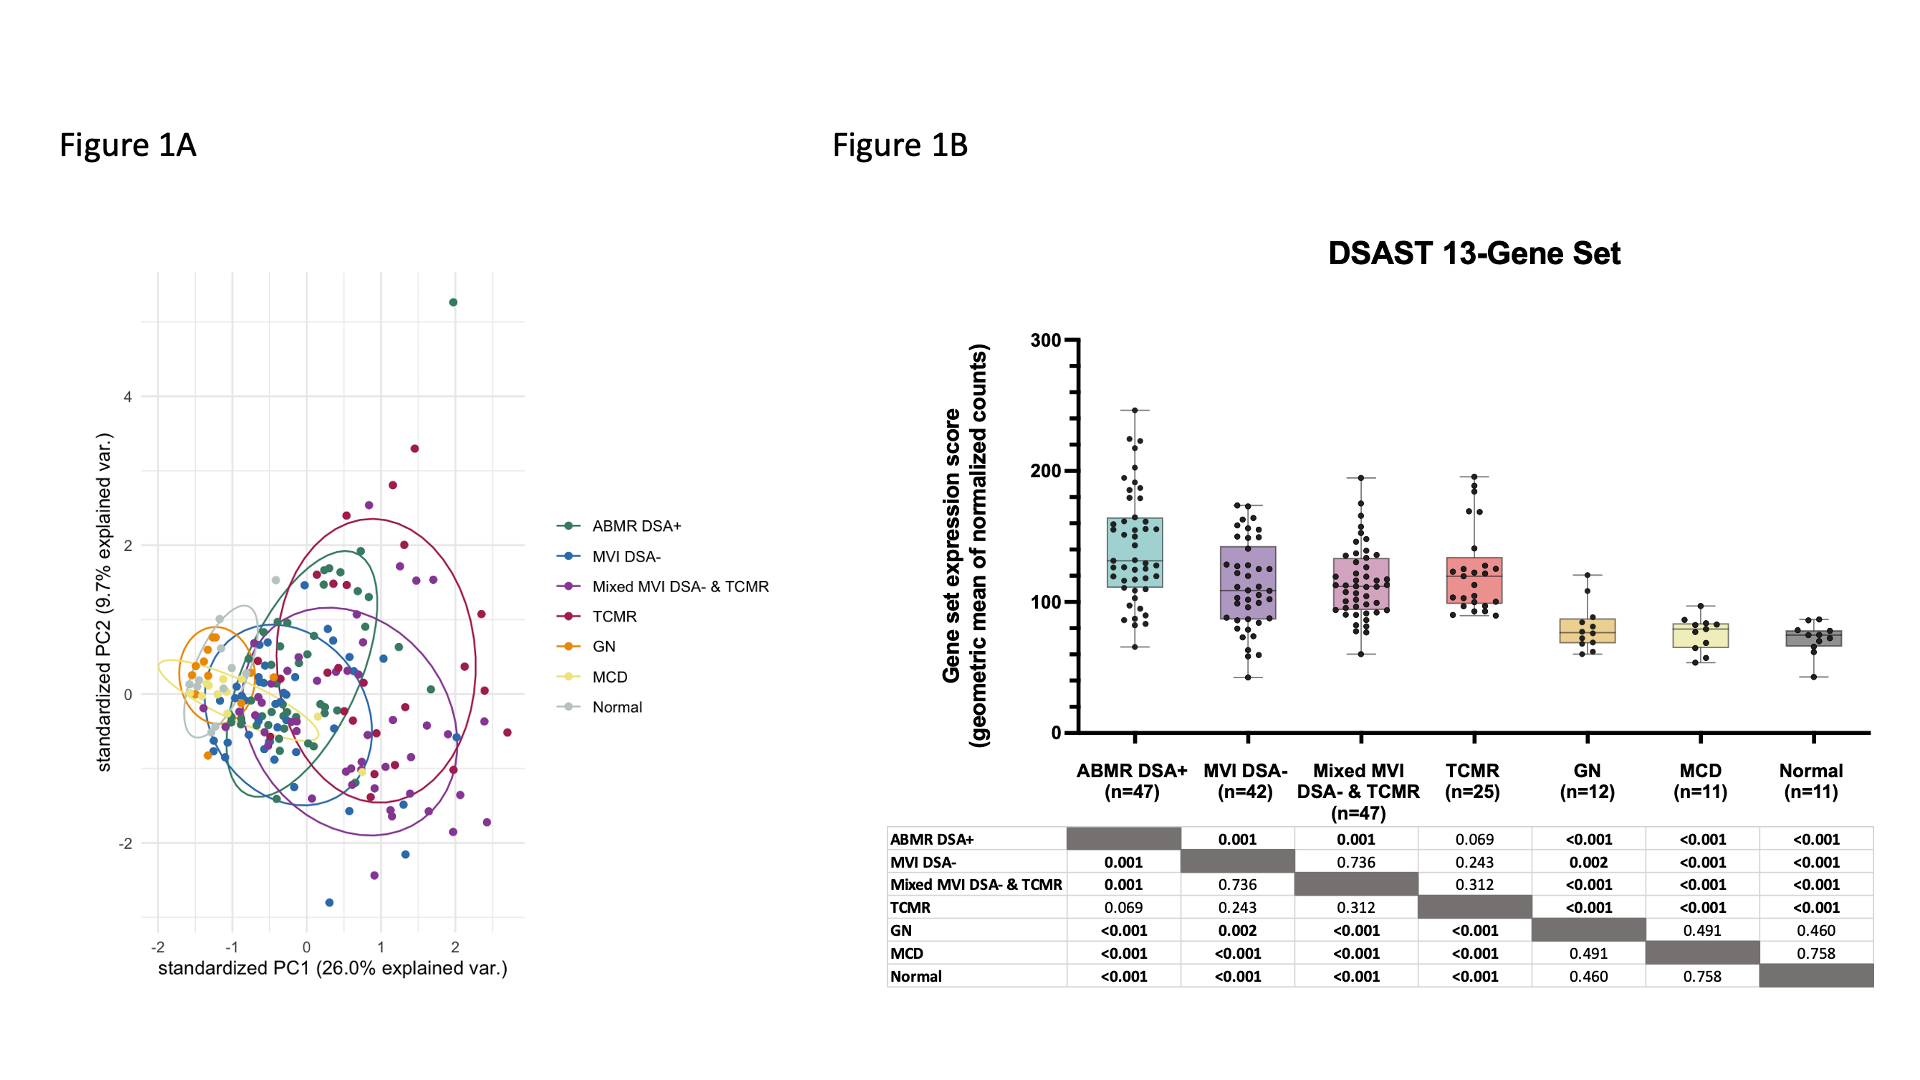 Figure 1A
4
2
0
-2
-2 -1 0 1 2
standardized PC1 (26.0% explained var.)
standardized PC2 (9.7% explained var.)
ABMR DSA+
MVI DSA-
Mixed MVI DSA- & TCMR
TCMR
GN
MCD
Normal
Figure 1B
DSAST 13-Gene Set
Gene set expression score
(geometric mean of normalized counts)
300
200
100
0
ABMR DSA+ MVI DSA- Mixed MVI TCMR GN MCD Normal
(n=47) (n=42) DSA- & TCMR (n=25) (n=12) (n=11) (n=11)
(n=47)
ABMR DSA+ 0.001 0.001 0.069 <0.001 <0.001 <0.001
MVI DSA- 0.001 0.736 0.243 0.002 <0.001 <0.001
Mixed MVI DSA- & TCMR 0.001 0.736 0.312 <0.001 <0.001 <0.001
TCMR 0.069 0.243 0.312 <0.001 <0.001 <0.001
GN <0.001 0.002 <0.001 <0.001 0.491 0.460
MCD <0.001 <0.001 <0.001 <0.001 0.491 0.758
Normal <0.001 <0.001 <0.001 <0.001 0.460 0.758